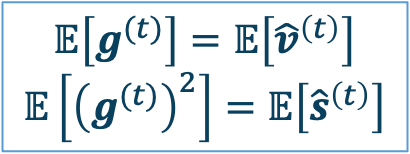 𝔼[𝒈⁽ᵗ⁾] = 𝔼[𝒗̂⁽ᵗ⁾]
𝔼[(𝒈⁽ᵗ⁾)²] = 𝔼[𝒔̂⁽ᵗ⁾]